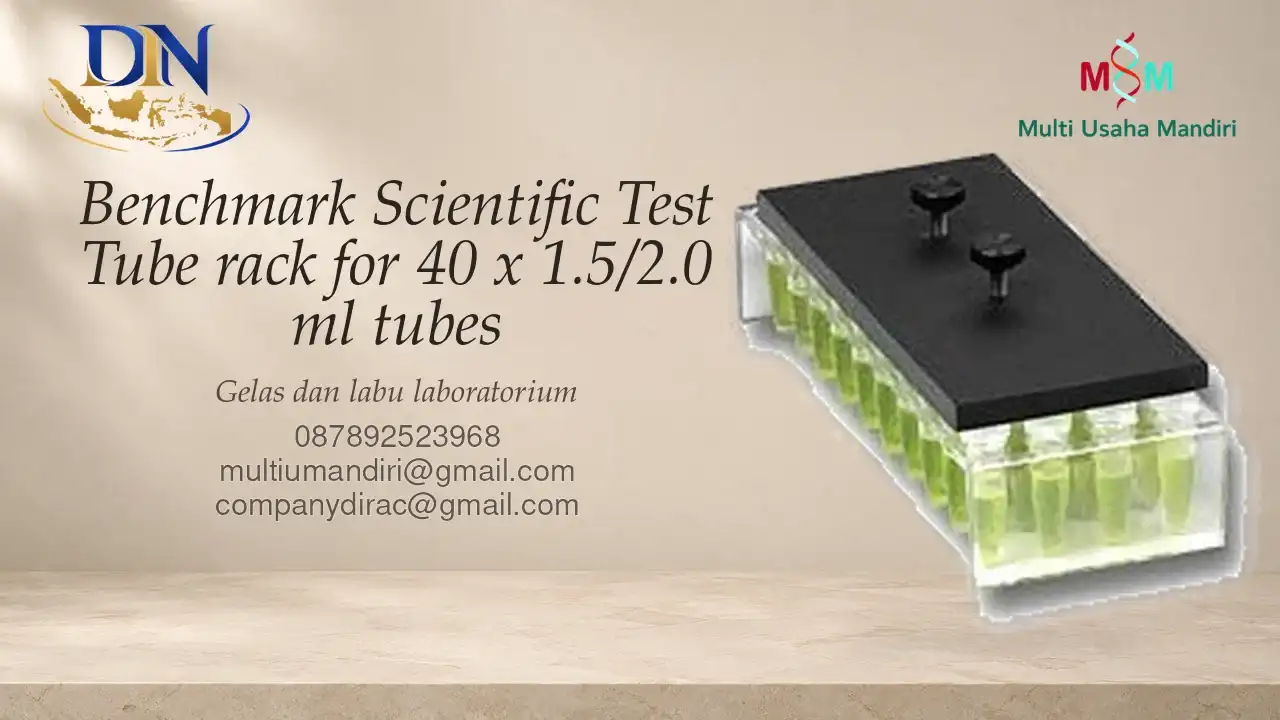 DIN
MSM
Multi Usaha Mandiri
Benchmark Scientific Test
Tube rack for 40 x 1.5/2.0
ml tubes
Gelas dan labu laboratorium
087892523968
multiumandiri@gmail.com
companydirac@gmail.com